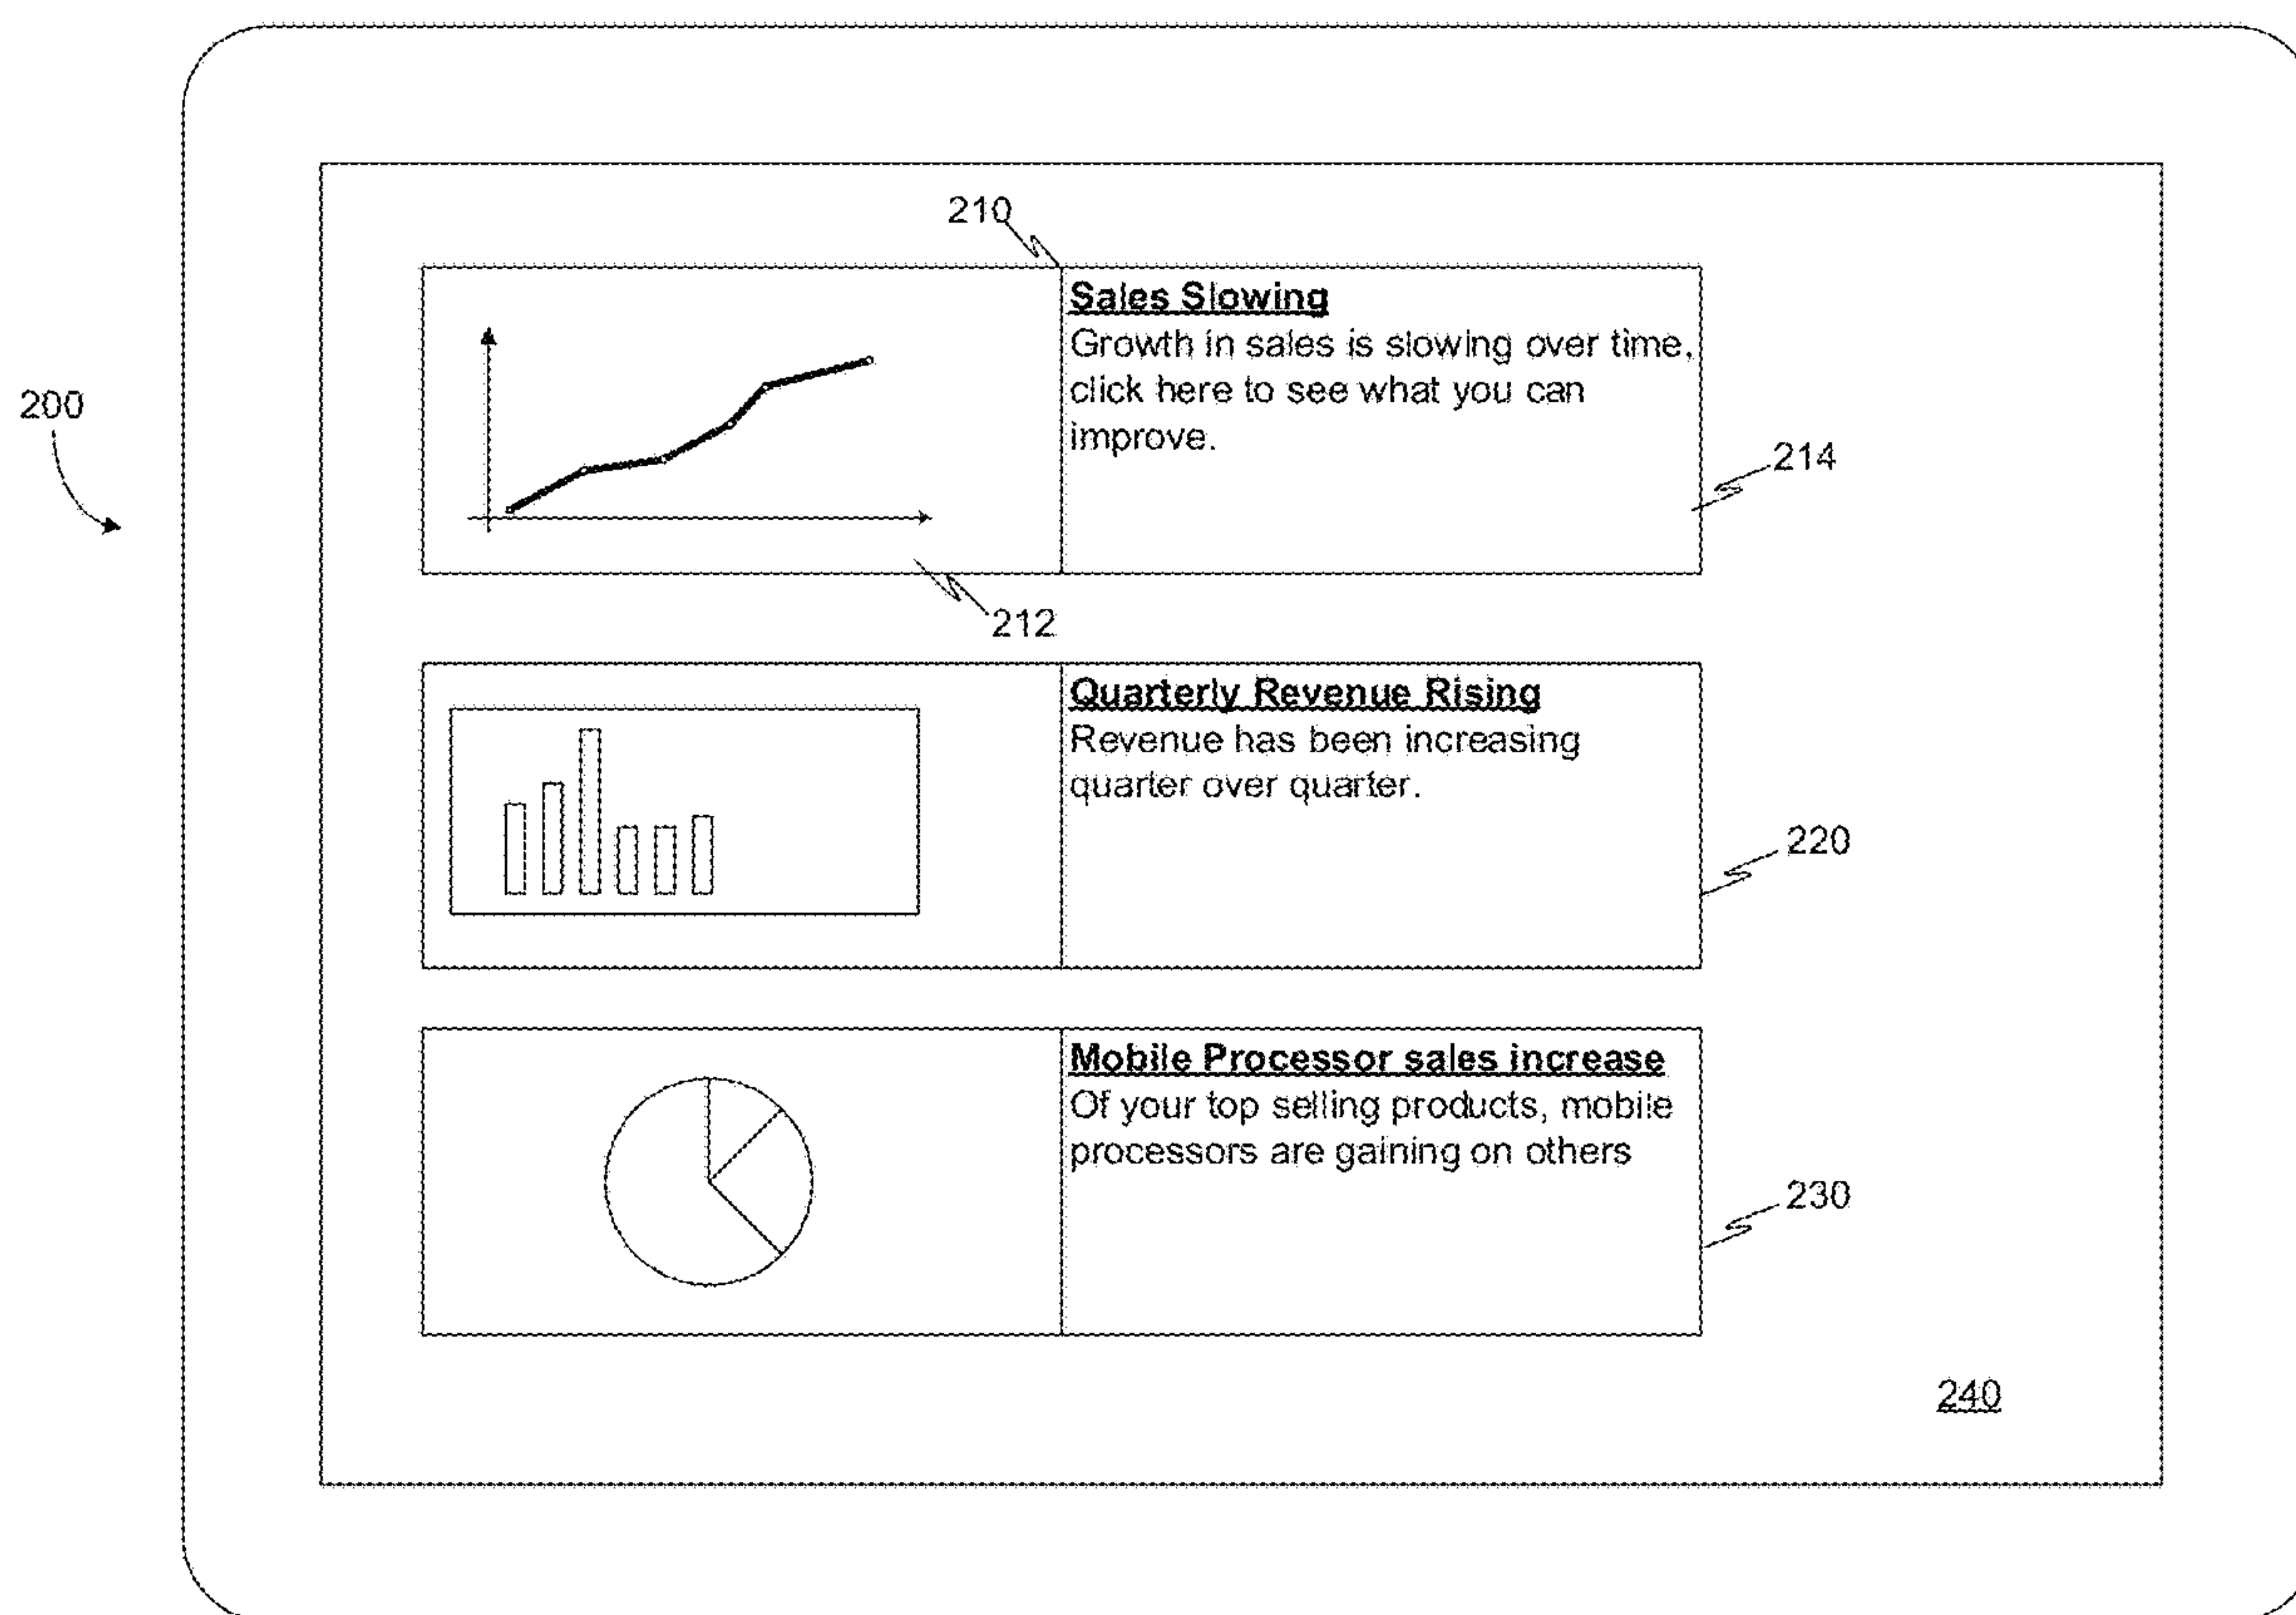 210
Sales Slowing
Growth in sales is slowing over time,
click here to see what you can
improve.
200
214
212
Quarterly Revenue Rising
Revenue has been increasing
quarter over quarter.
220
Mobile Processor sales increase
Of your top selling products, mobile
processors are gaining on others
230
240